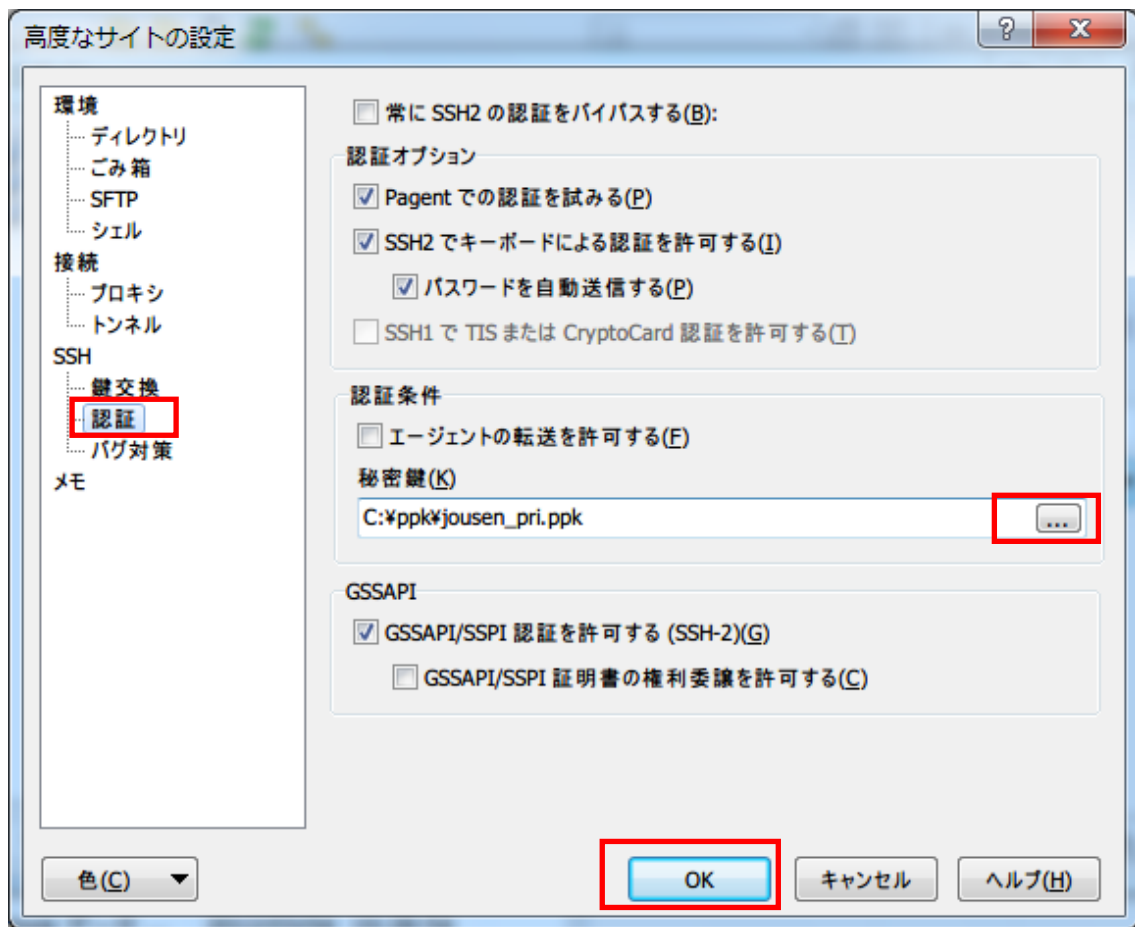 高度なサイトの設定
環境
ディレクトリ
ごみ箱
SFTP
シェル
接続
プロキシ
トンネル
SSH
鍵交換
認証
バグ対策
メモ
常に SSH2 の認証をバイパスする(B):
認証オプション
Pagent での認証を試みる(P)
SSH2 でキーボードによる認証を許可する(I)
パスワードを自動送信する(P)
SSH1 で TIS または CryptoCard 認証を許可する(T)
認証条件
エージェントの転送を許可する(F)
秘密鍵(K)
C:¥ppk¥jousen_pri.ppk
...
GSSAPI
GSSAPI/SSPI 認証を許可する (SSH-2)(G)
GSSAPI/SSPI 証明書の権利委譲を許可する(C)
色(C)
OK
キャンセル
ヘルプ(H)